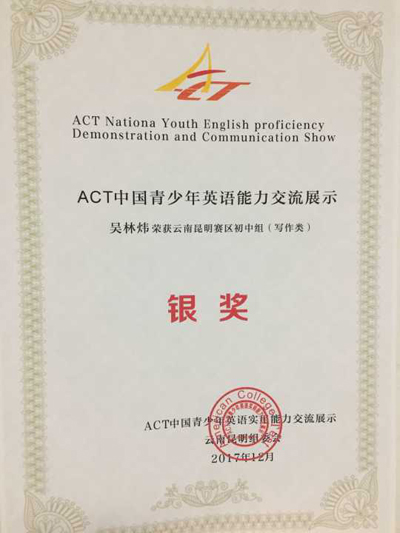 ACT
ACT Nationa Youth English proficiency
Demonstration and Communication Show
ACT中国青少年英语能力交流展示
吴林炜 荣获云南昆明赛区初中组（写作类）
银奖
ACT中国青少年英语实用能力交流展示
云南昆明组委会
2017年12月